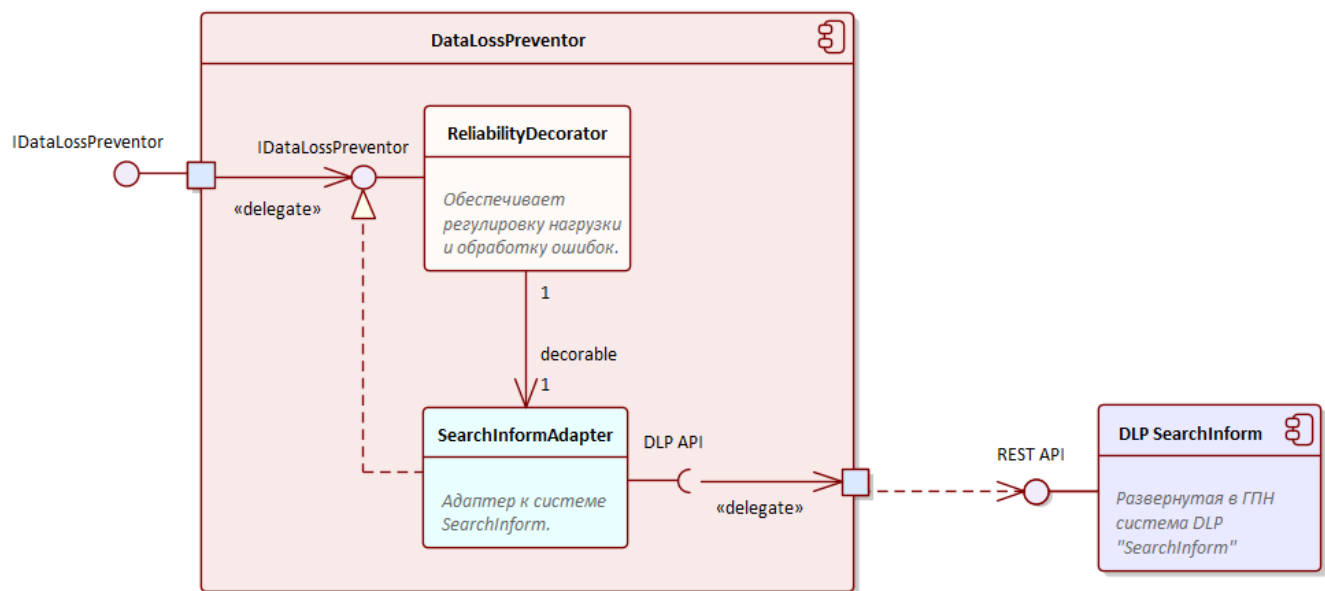 DataLossPreventor
IDataLossPreventor
IDataLossPreventor
«delegate»
ReliabilityDecorator
Обеспечивает
регулировку нагрузки
и обработку ошибок.
1
decorable
1
SearchInformAdapter
Адаптер к системе
SearchInform.
DLP API
«delegate»
REST API
DLP SearchInform
Развернутая в ГПН
система DLP
"SearchInform"